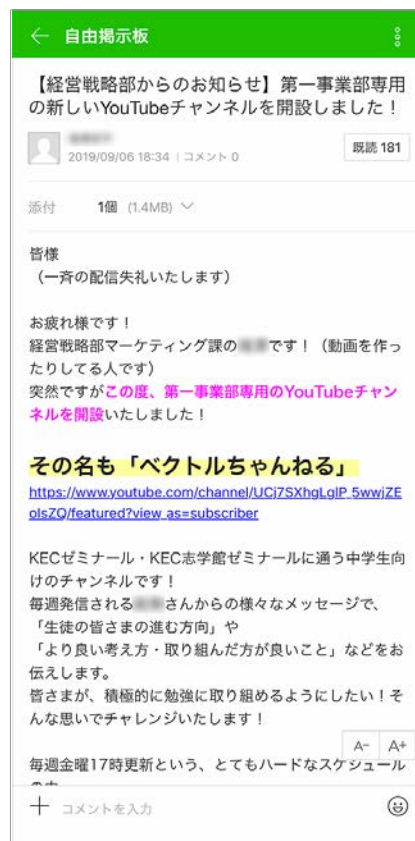 自由掲示板
【経営戦略部からのお知らせ】第一事業部専用
の新しいYouTubeチャンネルを開設しました！
2019/09/06 18:34 | コメント 0
既読 181
添付 1個 (1.4MB)
皆様
（一斉の配信失礼いたします）
お疲れ様です！
経営戦略部マーケティング課の です！（動画を作っ
たりしてる人です）
突然ですがこの度、第一事業部専用のYouTubeチャン
ネルを開設いたしました！
その名も「ベクトルちゃんねる」
https://www.youtube.com/channel/UCj7SXhgLgIP_5wwjZE
olsZQ/featured?view_as=subscriber
KECゼミナール・KEC志学館ゼミナールに通う中学生向
けのチャンネルです！
毎週発信される さんからの様々なメッセージで、
「生徒の皆さまの進む方向」や
「より良い考え方・取り組んだ方が良いこと」などをお
伝えします。
皆さまが、積極的に勉強に取り組めるようにしたい！そ
んな思いでチャレンジいたします！
A- A+
毎週金曜17時更新という、とてもハードなスケジュール
コメントを入力